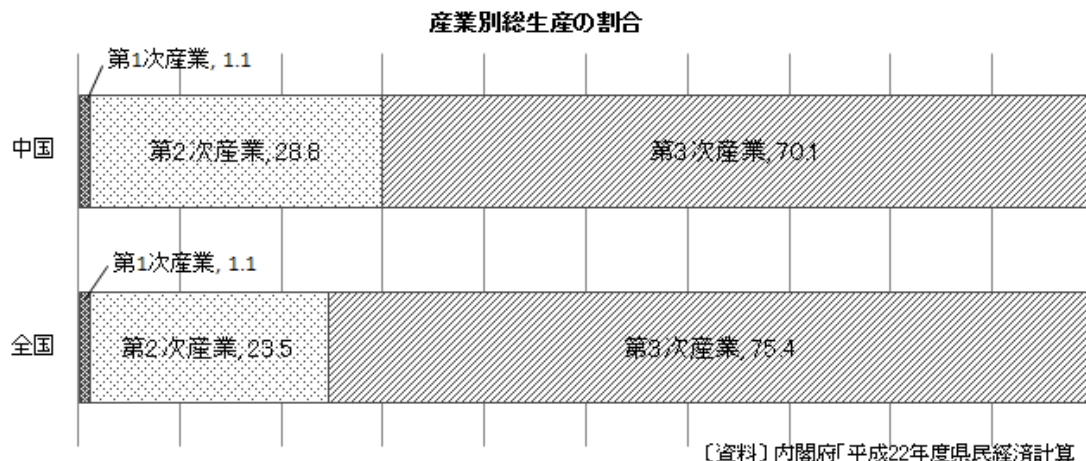 産業別総生産の割合
第1次産業, 1.1
中国
第2次産業,28.8
第3次産業,70.1
第1次産業, 1.1
全国
第2次産業,23.5
第3次産業,75.4
〔資料〕内閣府「平成22年度県民経済計算